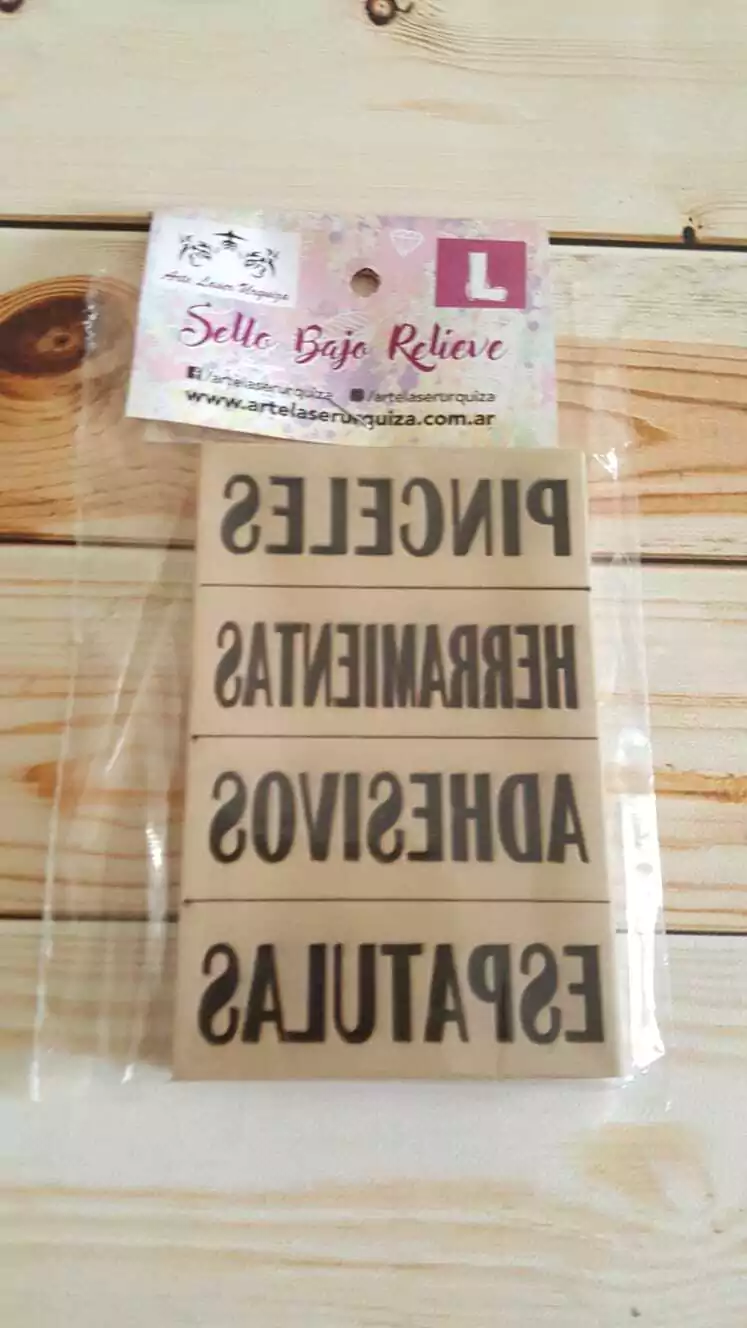 Arte Laser Urquiza
L
Sello Bajo Relieve
/artelaserurquiza /artelaserurquiza
www.artelaserurquiza.com.ar
PINCELES
HERRAMIENTAS
ADHESIVOS
ESPATULAS